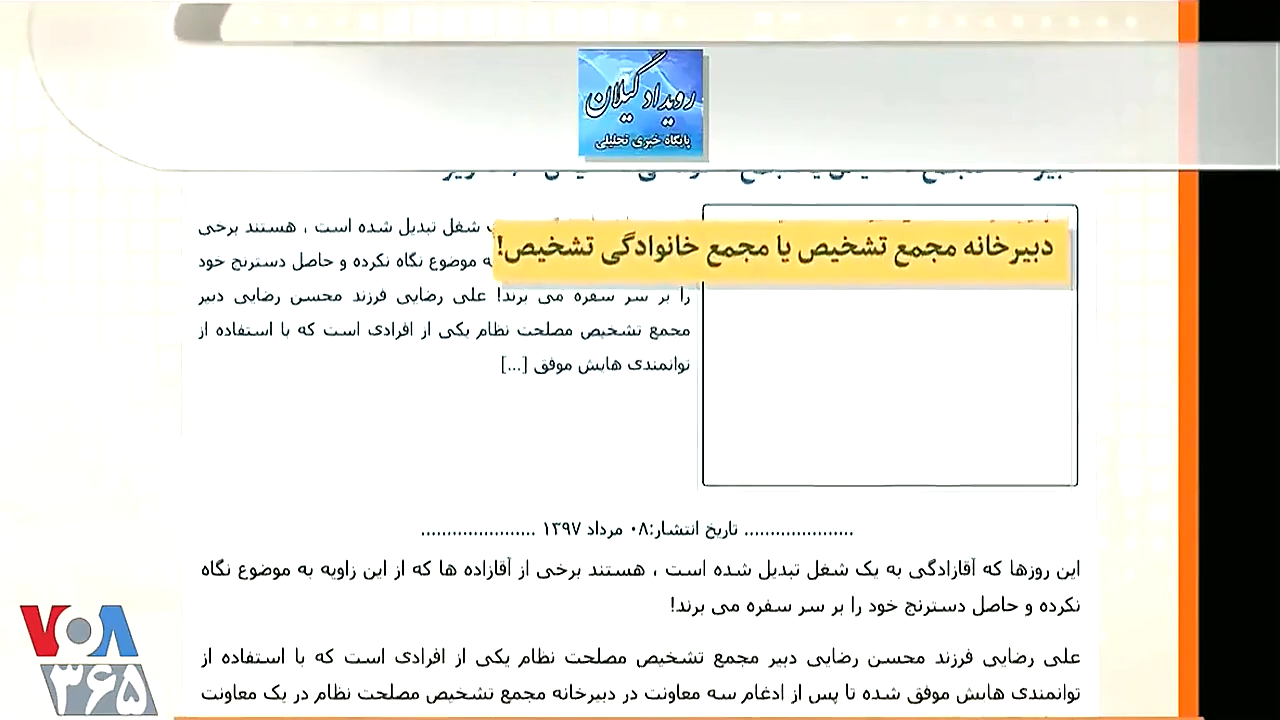 رویداد گیلان
پایگاه خبری تحلیلی
دبیرخانه مجمع تشخیص یا مجمع خانوادگی تشخیص!
شغل تبدیل شده است ، هستند برخی
موضوع نگاه نکرده و حاصل دسترنج خود
را بر سر سفره می برند! علی رضایی فرزند محسن رضایی دبیر
مجمع تشخیص مصلحت نظام یکی از افرادی است که با استفاده از
توانمندی هایش موفق [...]
..................... تاریخ انتشار:۰۸ مرداد ۱۳۹۷ ......................
این روزها که آقازادگی به یک شغل تبدیل شده است ، هستند برخی از آقازاده ها که از این زاویه به موضوع نگاه
نکرده و حاصل دسترنج خود را بر سر سفره می برند!
علی رضایی فرزند محسن رضایی دبیر مجمع تشخیص مصلحت نظام یکی از افرادی است که با استفاده از
توانمندی هایش موفق شده تا پس از ادغام سه معاونت در دبیرخانه مجمع تشخیص مصلحت نظام در یک معاونت
VOA
۳۶۵